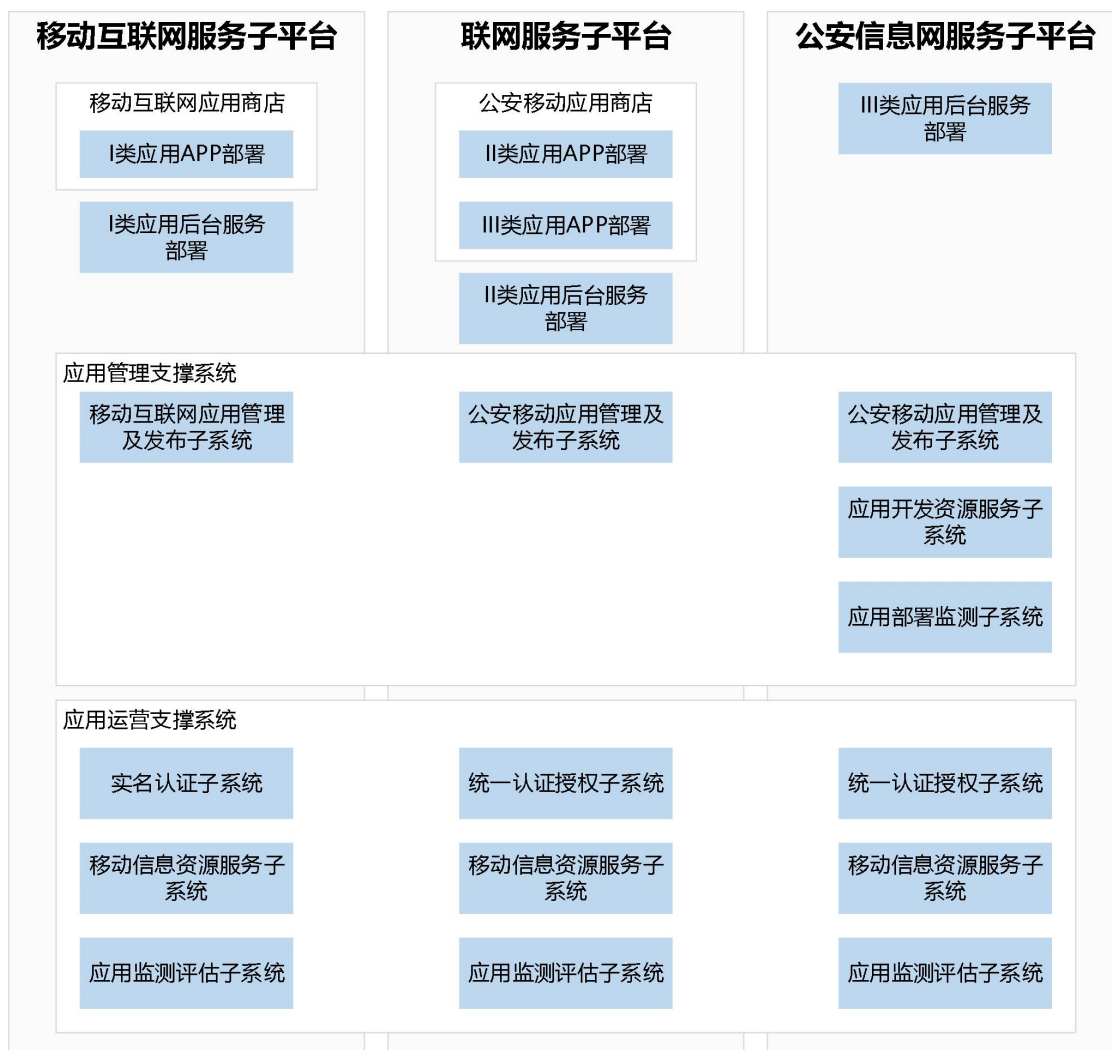 移动互联网服务子平台
联网服务子平台
公安信息网服务子平台
移动互联网应用商店
I类应用APP部署
I类应用后台服务
部署
公安移动应用商店
II类应用APP部署
III类应用APP部署
II类应用后台服务
部署
III类应用后台服务
部署
应用管理支撑系统
移动互联网应用管理
及发布子系统
公安移动应用管理及
发布子系统
公安移动应用管理及
发布子系统
应用开发资源服务子
系统
应用部署监测子系统
应用运营支撑系统
实名认证子系统
统一认证授权子系统
统一认证授权子系统
移动信息资源服务子
系统
移动信息资源服务子
系统
移动信息资源服务子
系统
应用监测评估子系统
应用监测评估子系统
应用监测评估子系统